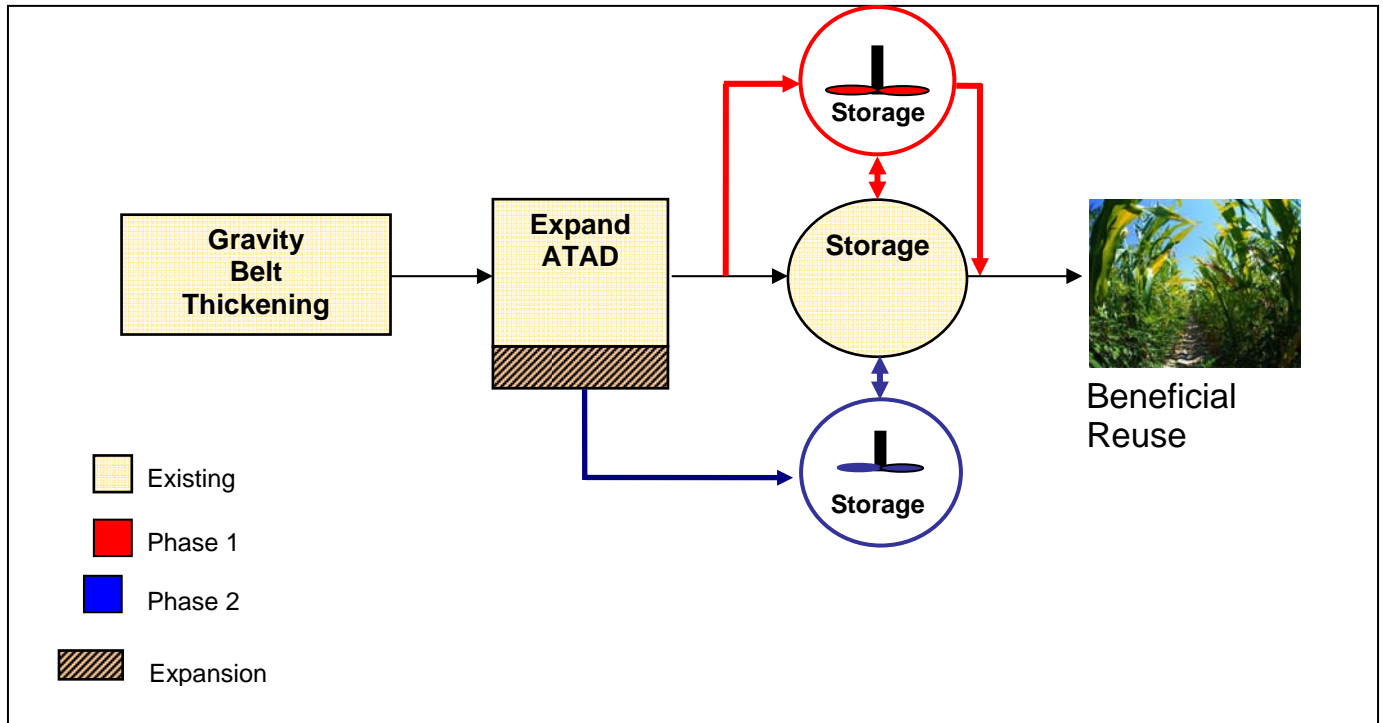 Storage
Gravity
Belt
Thickening
Expand
ATAD
Storage
Beneficial
Reuse
Storage
Existing
Phase 1
Phase 2
Expansion